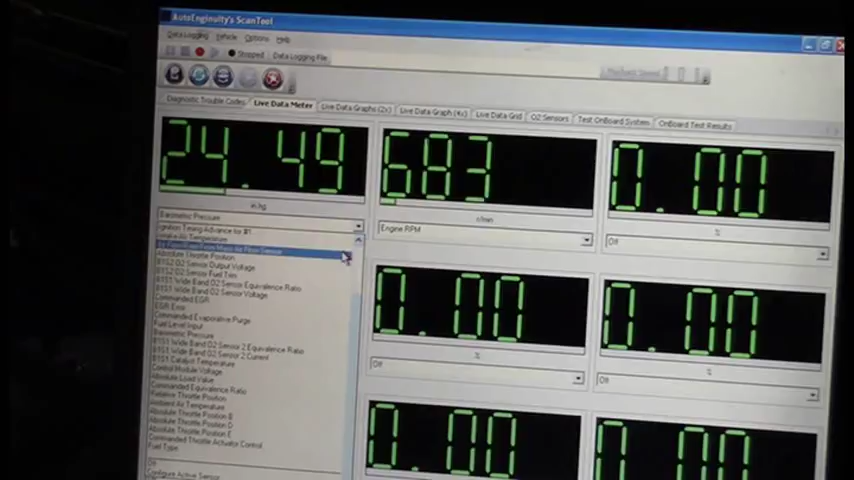 AutoEnginuity's ScanTool
Data Logging Vehicle Options Help
Stopped Data Logging File
Diagnostic Trouble Codes Live Data Meter Live Data Graphs (2x) Live Data Graph (4x) Live Data Grid O2 Sensors Test OnBoard System OnBoard Test Results
24.49 683 0.00
in.hg r/min %
Barometric Pressure Engine RPM Off
Ignition Timing Advance for #1
Intake Air Temperature
Absolute Throttle Position
B1S2 O2 Sensor Output Voltage
B1S2 O2 Sensor Fuel Trim
B1S1 Wide Band O2 Sensor Equivalence Ratio
B1S1 Wide Band O2 Sensor Voltage
Commanded EGR
EGR Error
Commanded Evaporative Purge
Fuel Level Input
Barometric Pressure
B1S1 Wide Band O2 Sensor 2 Equivalence Ratio
B1S1 Wide Band O2 Sensor 2 Current
B1S1 Catalyst Temperature
Control Module Voltage
Absolute Load Value
Commanded Equivalence Ratio
Relative Throttle Position
Ambient Air Temperature
Absolute Throttle Position B
Absolute Throttle Position D
Absolute Throttle Position E
Commanded Throttle Actuator Control
Fuel Type
Off
Configure Active Sensor
0.00 0.00
% %
Off Off
0.00 0.00